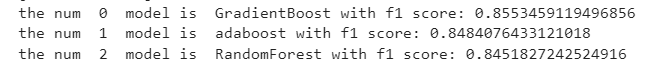 the num  0  model is  GradientBoost with f1 score: 0.8553459119496856
the num  1  model is  adaboost with f1 score: 0.8484076433121018
the num  2  model is  RandomForest with f1 score: 0.8451827242524916